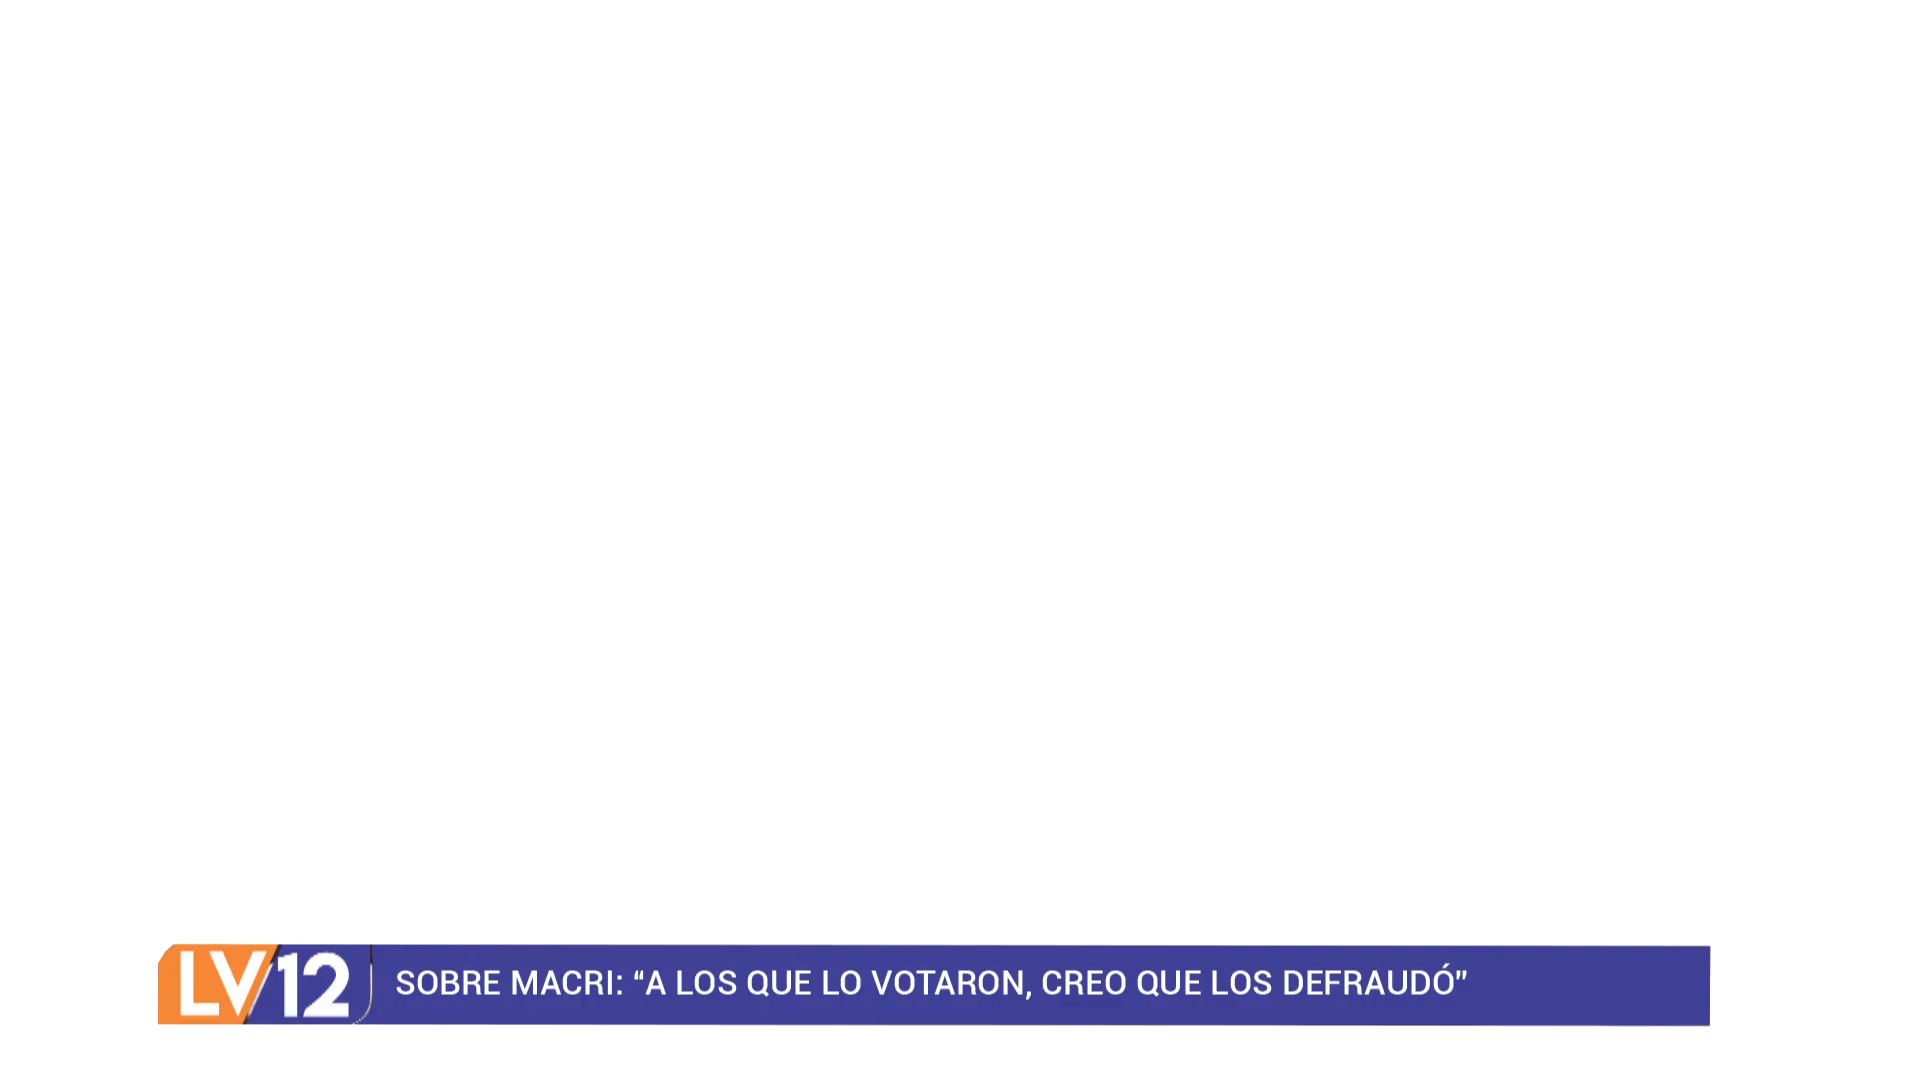 LV12
SOBRE MACRI: “A LOS QUE LO VOTARON, CREO QUE LOS DEFRAUDÓ”